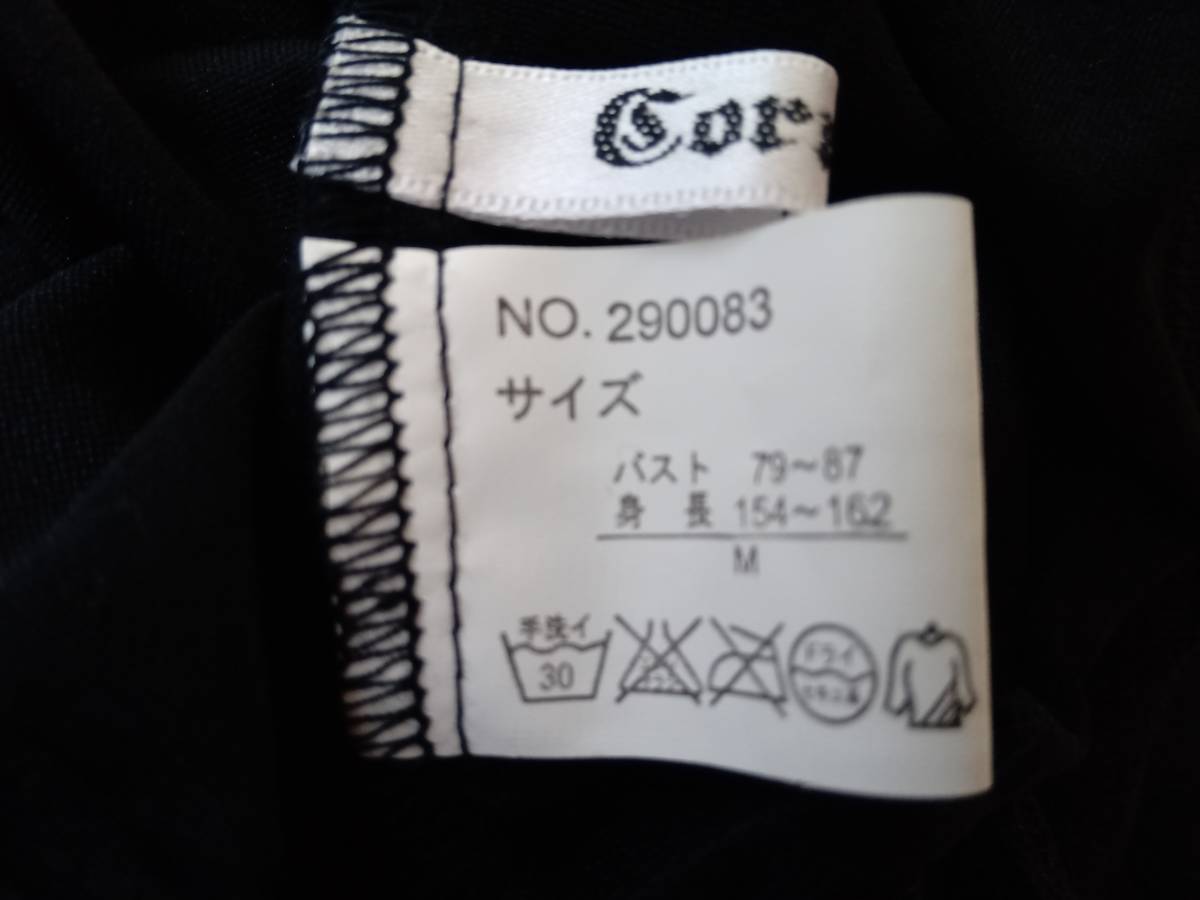 Cor
NO. 290083
サイズ
バスト 79～87
身 長 154～162
M
手洗イ
30
ドライ